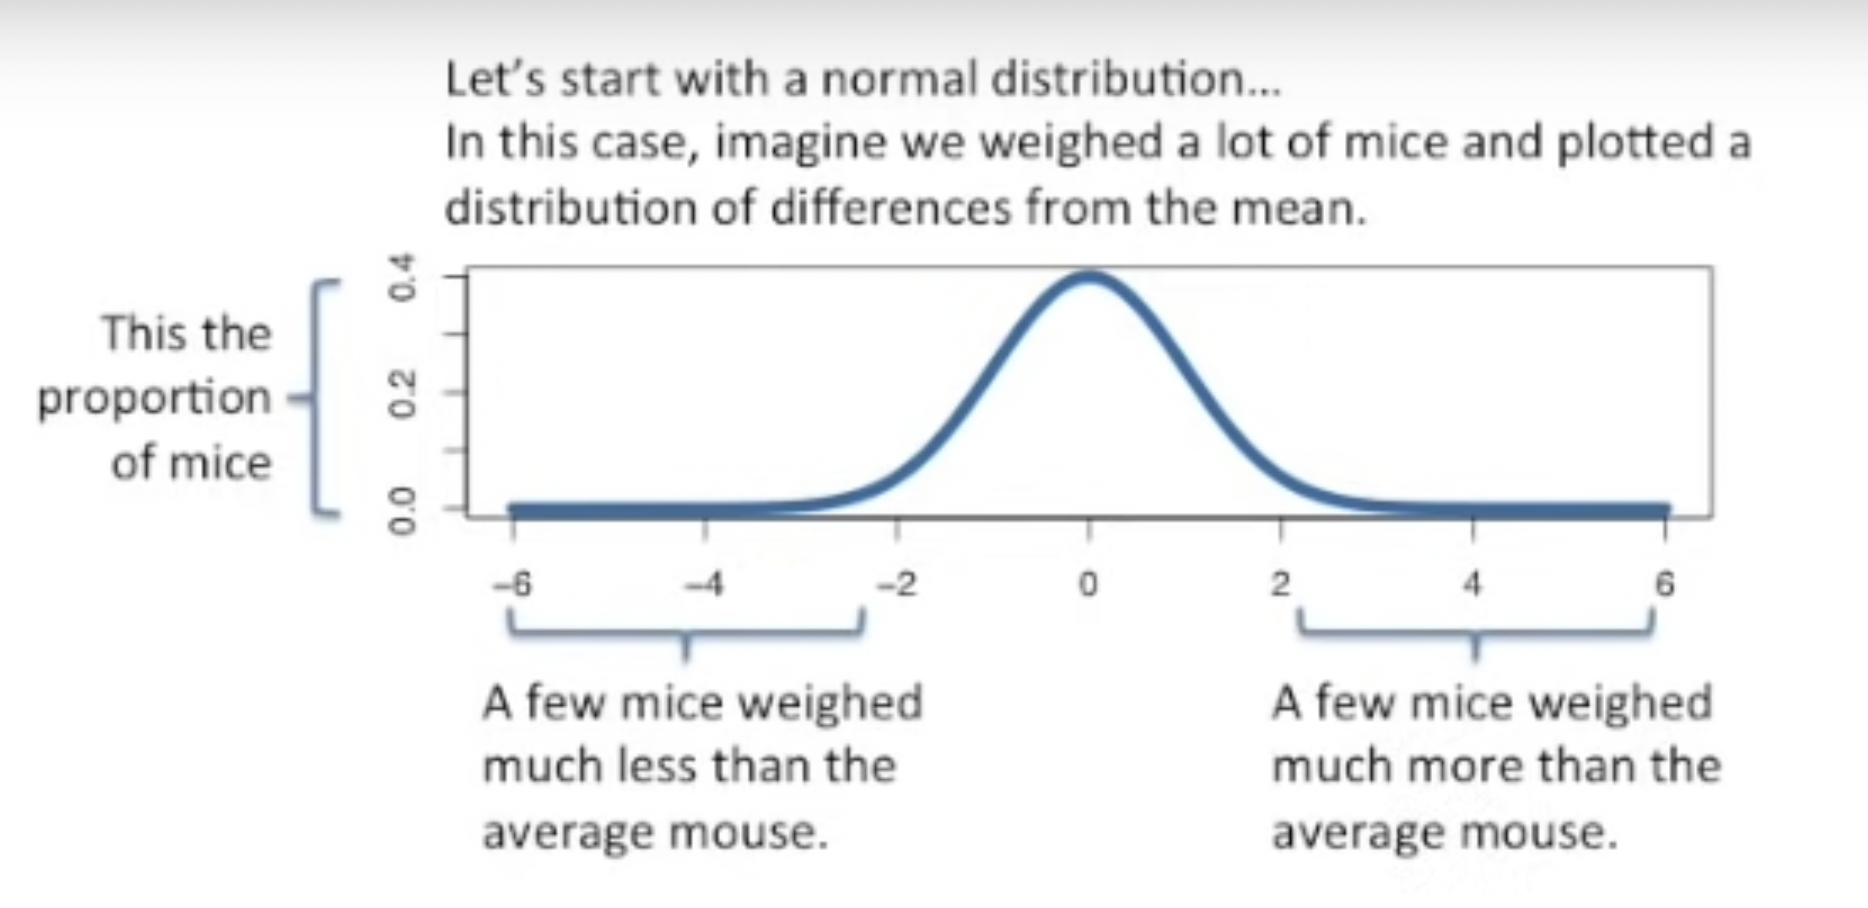 Let's start with a normal distribution...
In this case, imagine we weighed a lot of mice and plotted a
distribution of differences from the mean.
This the
proportion
of mice
0.4
0.2
0.0
−6 −4 −2 0 2 4 6
A few mice weighed
much less than the
average mouse.
A few mice weighed
much more than the
average mouse.